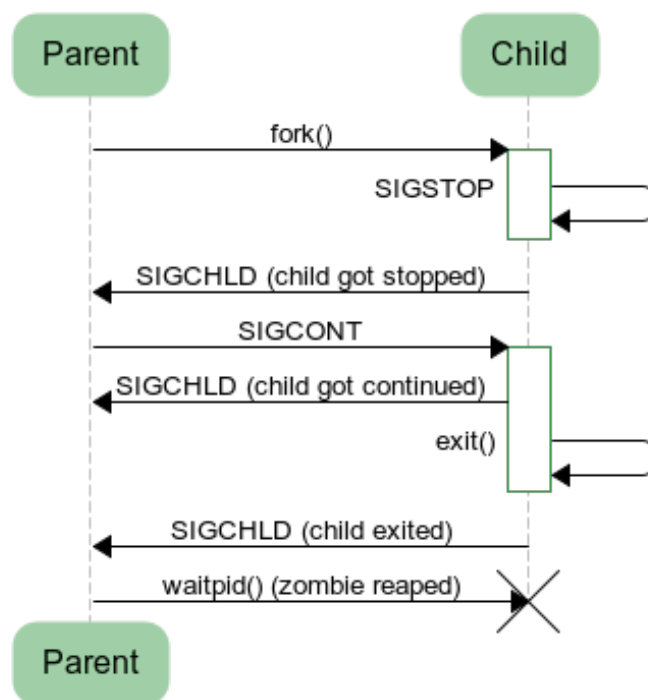 Parent
Child
fork()
SIGSTOP
SIGCHLD (child got stopped)
SIGCONT
SIGCHLD (child got continued)
exit()
SIGCHLD (child exited)
waitpid() (zombie reaped)
Parent